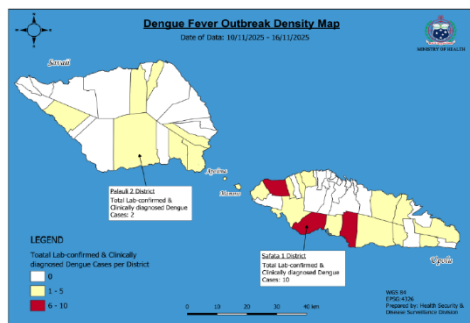 Dengue Fever Outbreak Density Map
Date of Data: 10/11/2025 - 16/11/2025
MINISTRY OF HEALTH
Savaii
Apolima
Manono
Palauli 2 District
Total Lab-confirmed &
Clinically diagnosed Dengue
Cases: 2
Safata 1 District
Total Lab-confirmed
& Clinically diagnosed Dengue
Cases: 10
Upolu
LEGEND
Toatal Lab-confirmed & Clinically
diagnosed Dengue Cases per District
0
1 - 5
6 - 10
0 10 20 30 40 km
WGS 84
EPSG:4326
Prepared by: Health Security &
Disease Surveillance Division